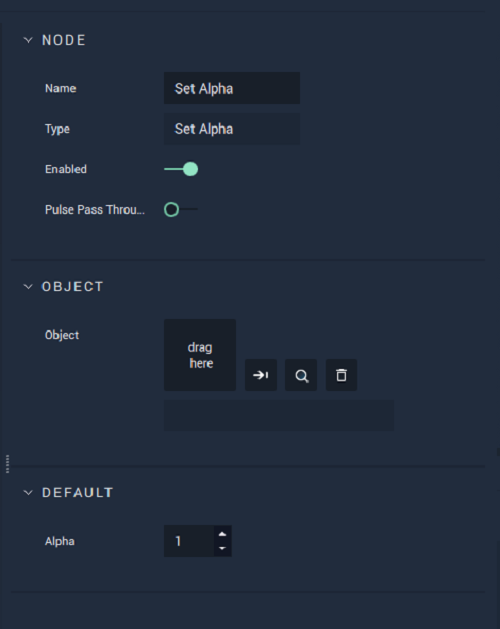 NODE
Name
Set Alpha
Type
Set Alpha
Enabled
Pulse Pass Throu...
OBJECT
Object
drag
here
DEFAULT
Alpha
1